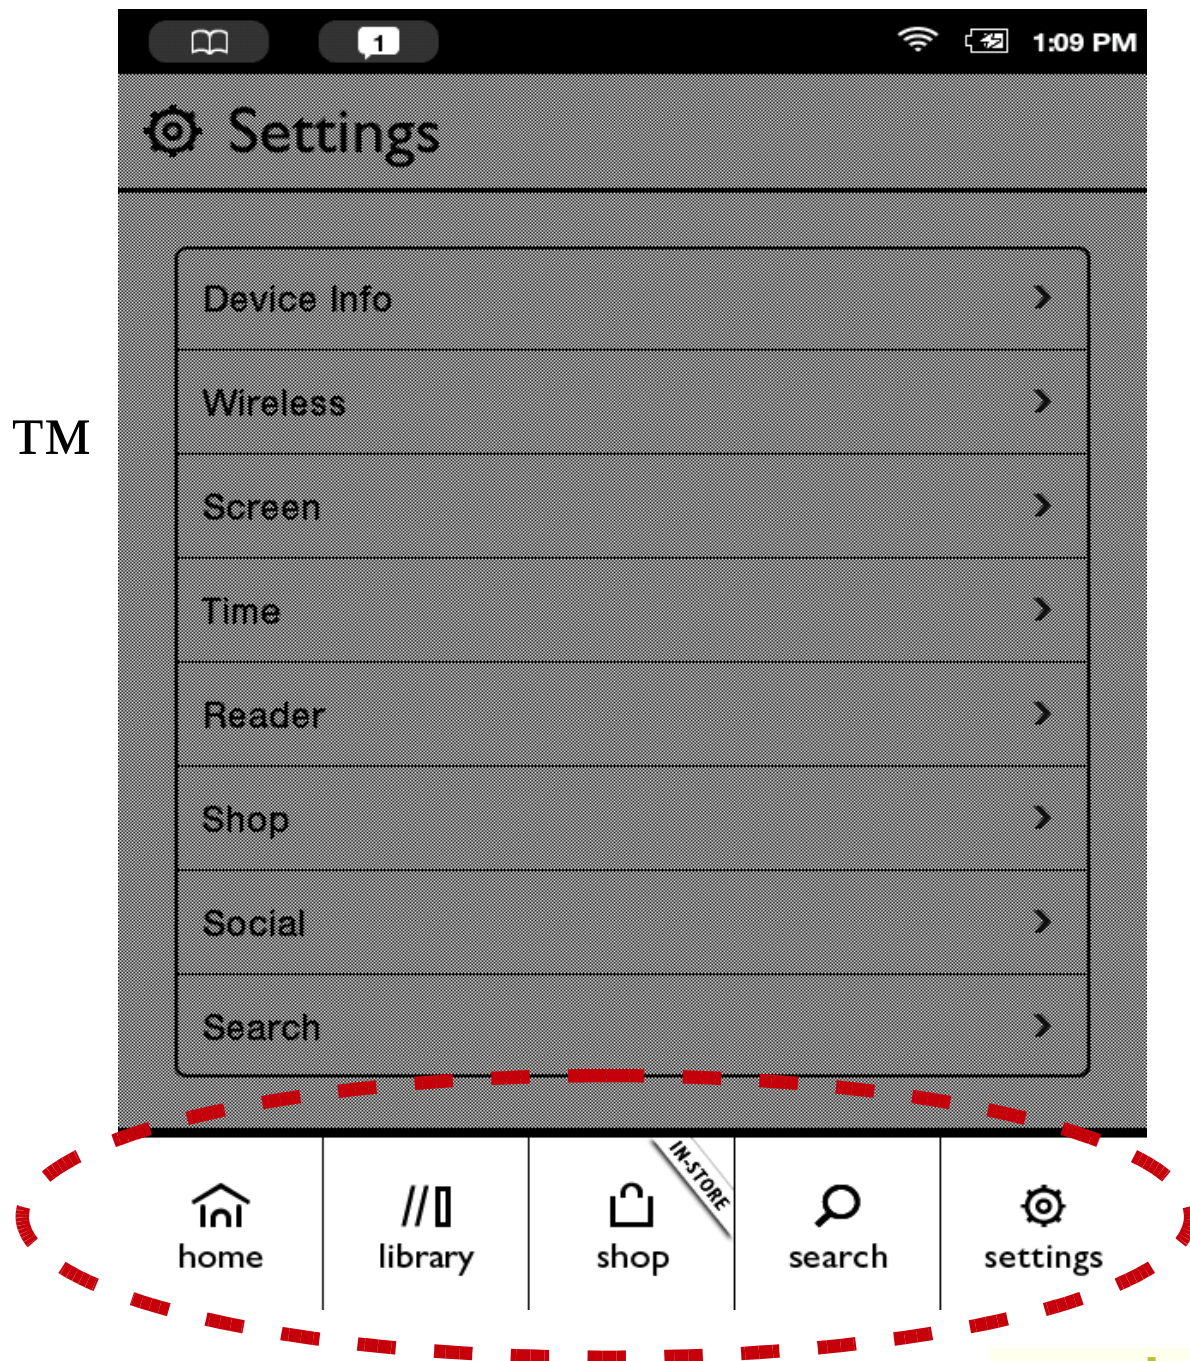 1
1:09 PM
Settings
Device Info
Wireless
TM
Screen
Time
Reader
Shop
Social
Search
IN-STORE
home
library
shop
search
settings